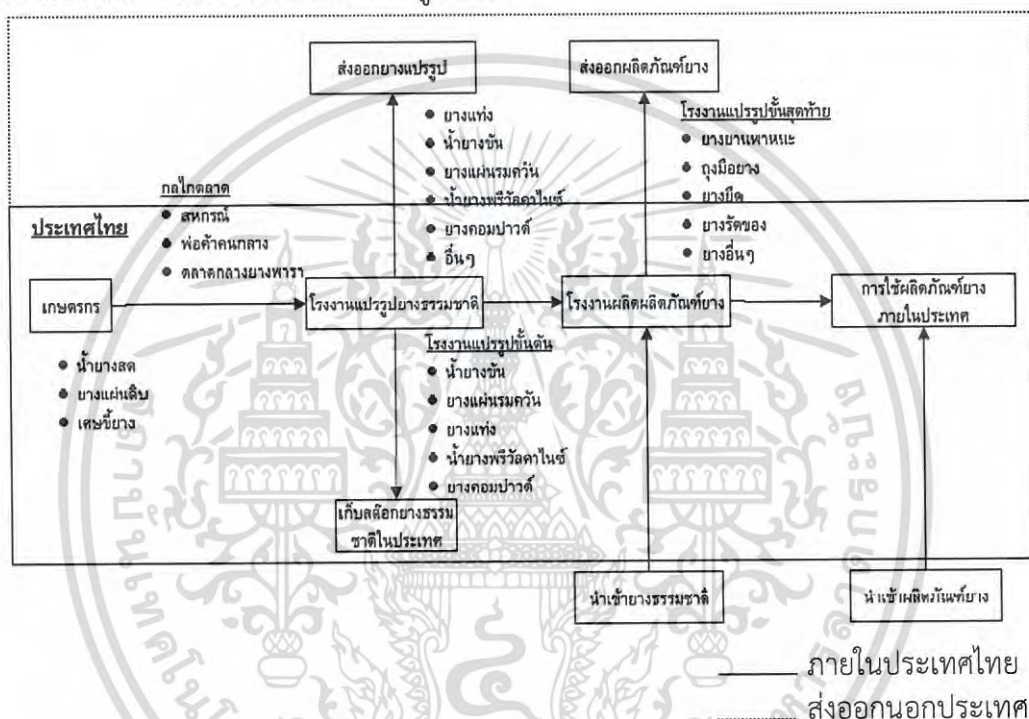 ส่งออกยางแปรรูป
ส่งออกผลิตภัณฑ์ยาง
● ยางแท่ง
● น้ำยางข้น
● ยางแผ่นรมควัน
● น้ำยางพรีวัลคาไนซ์
● ยางคอมปาวด์
● อื่นๆ
โรงงานแปรรูปขั้นสุดท้าย
● ยางยานพาหนะ
● ถุงมือยาง
● ยางยืด
● ยางรัดของ
● ยางอื่นๆ
กลไกตลาด
● สหกรณ์
● พ่อค้าคนกลาง
● ตลาดกลางยางพารา
ประเทศไทย
เกษตรกร
โรงงานแปรรูปยางธรรมชาติ
โรงงานผลิตผลิตภัณฑ์ยาง
การใช้ผลิตภัณฑ์ยาง
ภายในประเทศ
● น้ำยางสด
● ยางแผ่นดิบ
● เศษขี้ยาง
โรงงานแปรรูปขั้นต้น
● น้ำยางข้น
● ยางแผ่นรมควัน
● ยางแท่ง
● น้ำยางพรีวัลคาไนซ์
● ยางคอมปาวด์
เก็บสต๊อกยางธรรม
ชาติในประเทศ
นำเข้ายางธรรมชาติ
นำเข้าผลิตภัณฑ์ยาง
ภายในประเทศไทย
ส่งออกนอกประเทศ